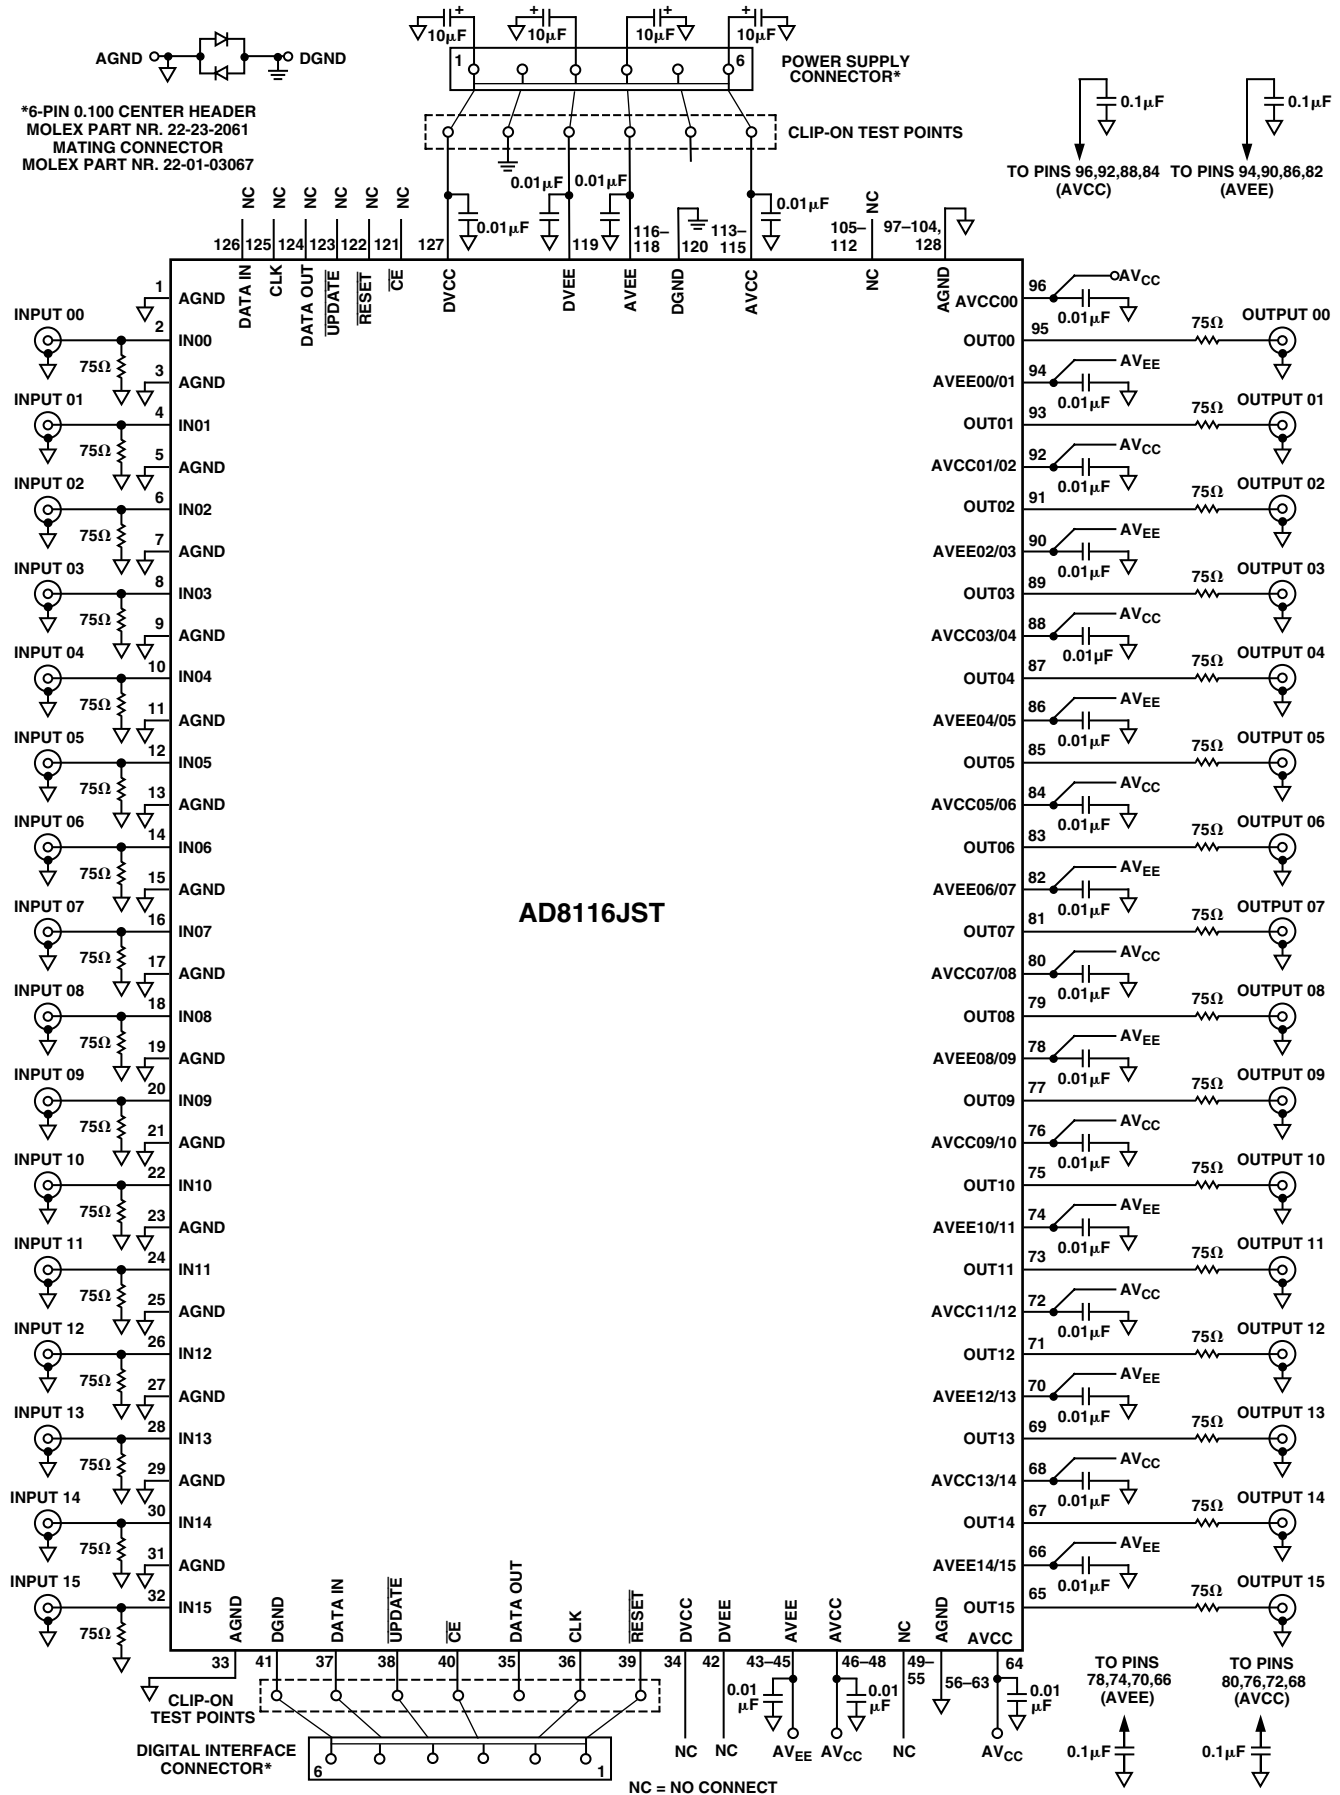 AGND
DGND
*6-PIN 0.100 CENTER HEADER
MOLEX PART NR. 22-23-2061
MATING CONNECTOR
MOLEX PART NR. 22-01-03067
+ 10µF
+ 10µF
10µF +
+ 10µF
1
6
POWER SUPPLY
CONNECTOR*
CLIP-ON TEST POINTS
0.1µF
TO PINS 96,92,88,84
(AVCC)
0.1µF
TO PINS 94,90,86,82
(AVEE)
0.01µF
0.01µF
0.01µF
0.01µF
NC NC NC NC NC NC
126 125 124 123 122 121
127
119
116–
118
120
113–
115
105–
112
NC
97–104,
128
DATA IN
CLK
DATA OUT
UPDATE
RESET
CE
DVCC
DVEE
AVEE
DGND
AVCC
NC
AGND
AD8116JST
1 AGND
INPUT 00 75Ω 2 IN00
3 AGND
INPUT 01 75Ω 4 IN01
5 AGND
INPUT 02 75Ω 6 IN02
7 AGND
INPUT 03 75Ω 8 IN03
9 AGND
INPUT 04 75Ω 10 IN04
11 AGND
INPUT 05 75Ω 12 IN05
13 AGND
INPUT 06 75Ω 14 IN06
15 AGND
INPUT 07 75Ω 16 IN07
17 AGND
INPUT 08 75Ω 18 IN08
19 AGND
INPUT 09 75Ω 20 IN09
21 AGND
INPUT 10 75Ω 22 IN10
23 AGND
INPUT 11 75Ω 24 IN11
25 AGND
INPUT 12 75Ω 26 IN12
27 AGND
INPUT 13 75Ω 28 IN13
29 AGND
INPUT 14 75Ω 30 IN14
31 AGND
INPUT 15 75Ω 32 IN15
AVCC00 96 AVCC 0.01µF
OUT00 95 75Ω OUTPUT 00
AVEE00/01 94 AVEE 0.01µF
OUT01 93 75Ω OUTPUT 01
AVCC01/02 92 AVCC 0.01µF
OUT02 91 75Ω OUTPUT 02
AVEE02/03 90 AVEE 0.01µF
OUT03 89 75Ω OUTPUT 03
AVCC03/04 88 AVCC 0.01µF
OUT04 87 75Ω OUTPUT 04
AVEE04/05 86 AVEE 0.01µF
OUT05 85 75Ω OUTPUT 05
AVCC05/06 84 AVCC 0.01µF
OUT06 83 75Ω OUTPUT 06
AVEE06/07 82 AVEE 0.01µF
OUT07 81 75Ω OUTPUT 07
AVCC07/08 80 AVCC 0.01µF
OUT08 79 75Ω OUTPUT 08
AVEE08/09 78 AVEE 0.01µF
OUT09 77 75Ω OUTPUT 09
AVCC09/10 76 AVCC 0.01µF
OUT10 75 75Ω OUTPUT 10
AVEE10/11 74 AVEE 0.01µF
OUT11 73 75Ω OUTPUT 11
AVCC11/12 72 AVCC 0.01µF
OUT12 71 75Ω OUTPUT 12
AVEE12/13 70 AVEE 0.01µF
OUT13 69 75Ω OUTPUT 13
AVCC13/14 68 AVCC 0.01µF
OUT14 67 75Ω OUTPUT 14
AVEE14/15 66 AVEE 0.01µF
OUT15 65 75Ω OUTPUT 15
AGND
DGND
DATA IN
UPDATE
CE
DATA OUT
CLK
RESET
DVCC
DVEE
AVEE
AVCC
NC
AGND
AVCC
33 41 37 38 40 35 36 39 34 42 43–45 46–48
49–
55
56–63
64
CLIP-ON
TEST POINTS
DIGITAL INTERFACE
CONNECTOR*
6
1
NC
NC
0.01
µF
AVEE
0.01
µF
AVCC
NC
0.01
µF
AVCC
NC = NO CONNECT
TO PINS
78,74,70,66
(AVEE)
0.1µF
TO PINS
80,76,72,68
(AVCC)
0.1µF